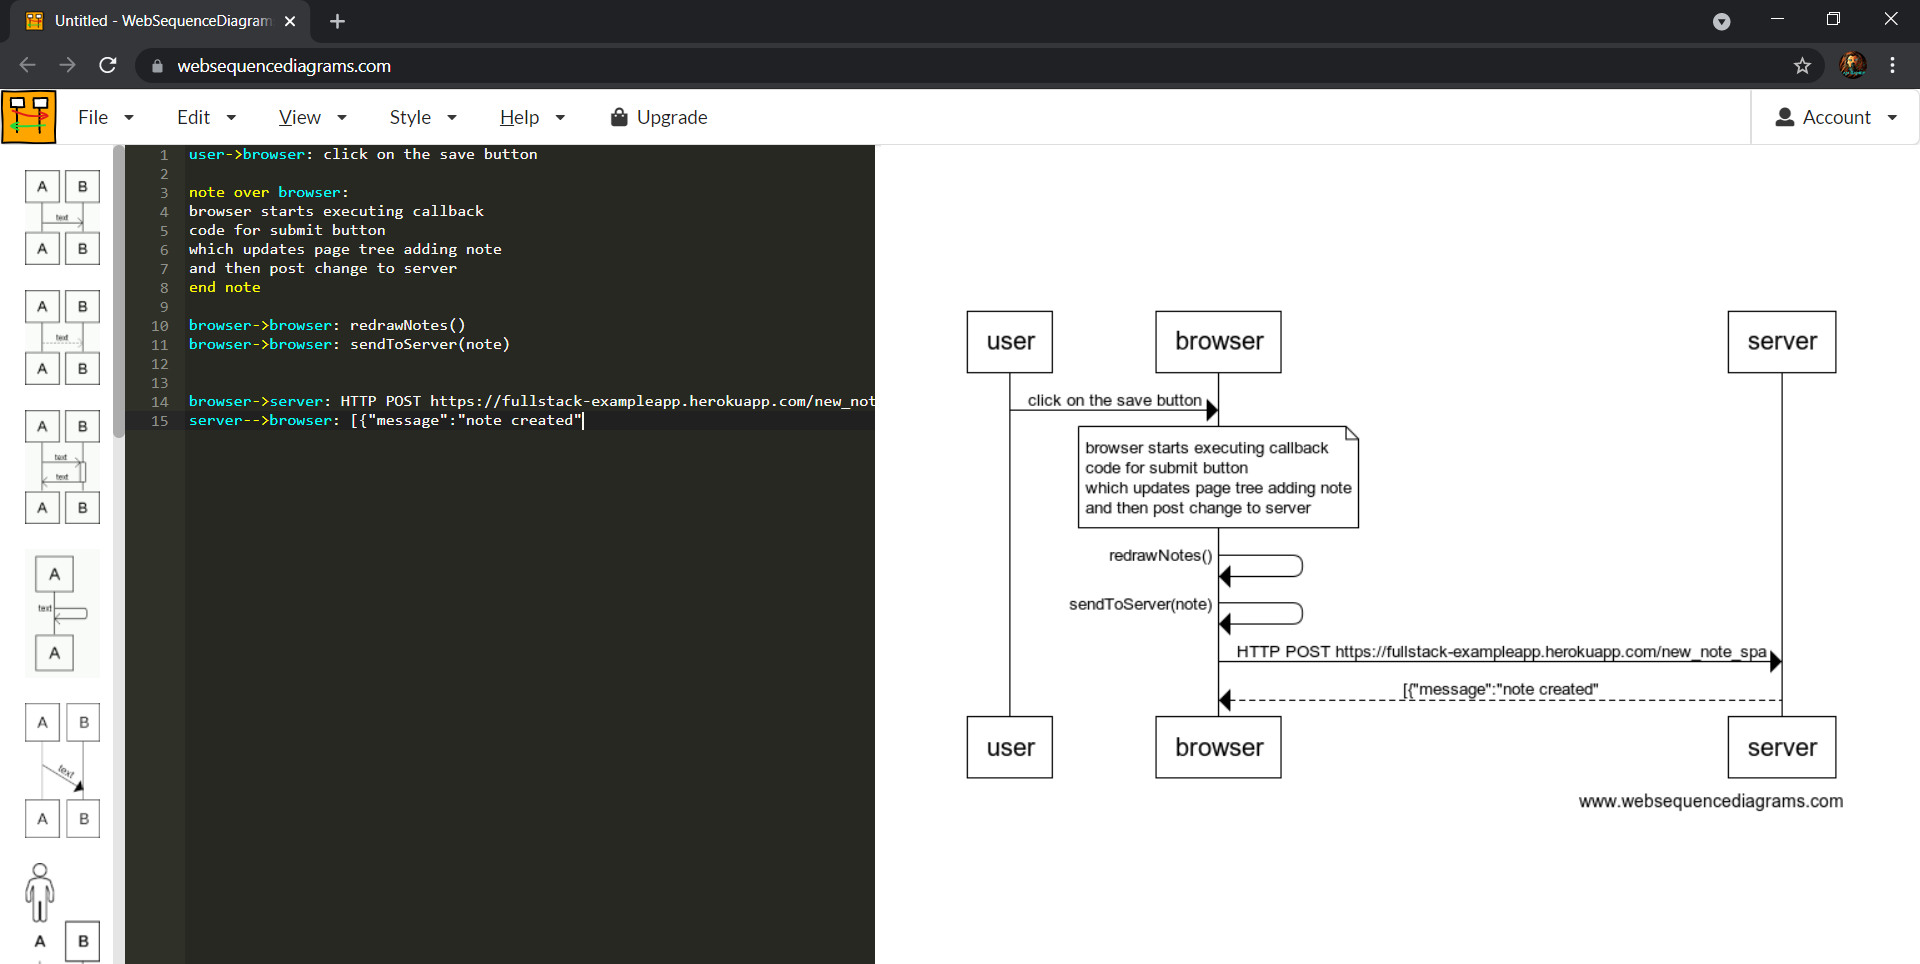 Untitled - WebSequenceDiagram
websequencediagrams.com
File Edit View Style Help Upgrade Account
1 user->browser: click on the save button
2
3 note over browser:
4 browser starts executing callback
5 code for submit button
6 which updates page tree adding note
7 and then post change to server
8 end note
9
10 browser->browser: redrawNotes()
11 browser->browser: sendToServer(note)
12
13
14 browser->server: HTTP POST https://fullstack-exampleapp.herokuapp.com/new_not
15 server-->browser: [{"message":"note created"
A B
text
A B
A B
text
A B
A B
text
text
A B
A
text
A
A B
text
A B
A B
user browser server
click on the save button
browser starts executing callback
code for submit button
which updates page tree adding note
and then post change to server
redrawNotes()
sendToServer(note)
HTTP POST https://fullstack-exampleapp.herokuapp.com/new_note_spa
[{"message":"note created"
user browser server
www.websequencediagrams.com